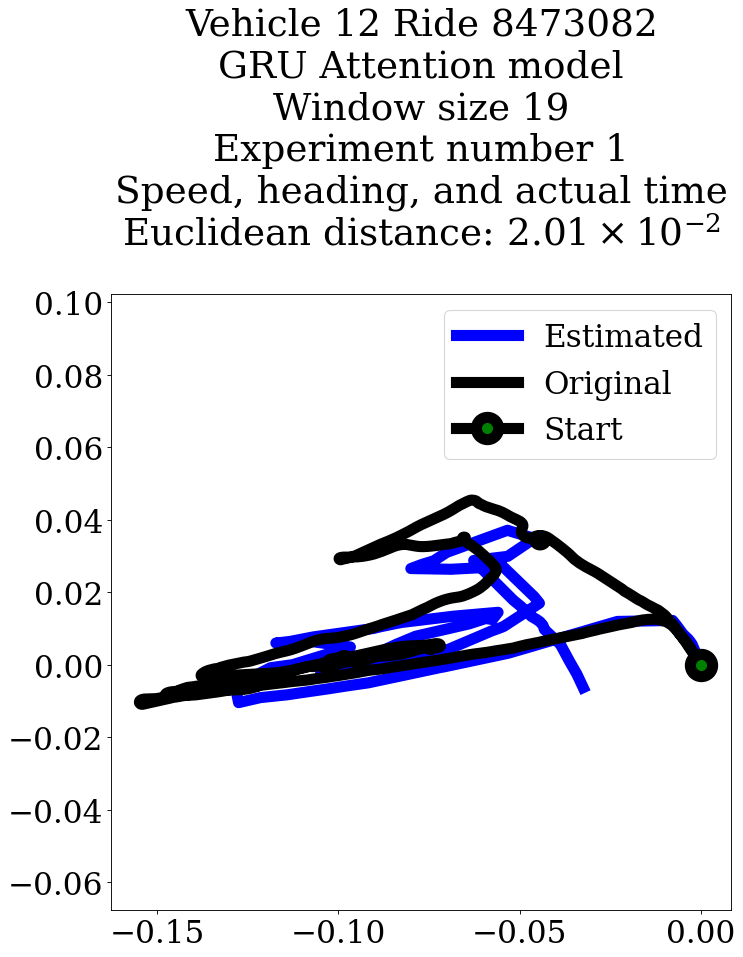 Vehicle 12 Ride 8473082
GRU Attention model
Window size 19
Experiment number 1
Speed, heading, and actual time
Euclidean distance: 2.01 × 10⁻²
Estimated
Original
Start
0.10
0.08
0.06
0.04
0.02
0.00
−0.02
−0.04
−0.06
−0.15 −0.10 −0.05 0.00